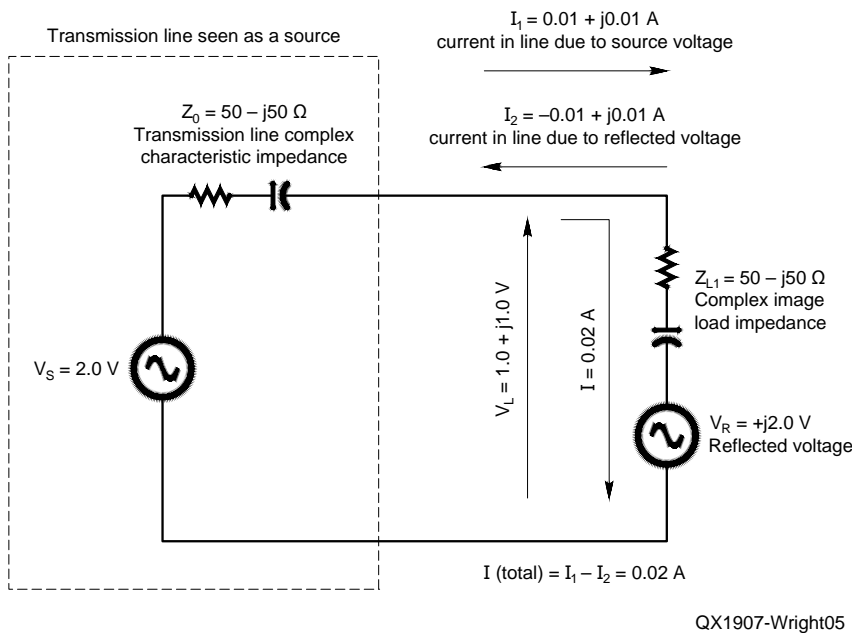 Transmission line seen as a source
I₁ = 0.01 + j0.01 A
current in line due to source voltage
Z₀ = 50 – j50 Ω
Transmission line complex
characteristic impedance
I₂ = –0.01 + j0.01 A
current in line due to reflected voltage
V_S = 2.0 V
V_L = 1.0 + j1.0 V
I = 0.02 A
Z_L1 = 50 – j50 Ω
Complex image
load impedance
V_R = +j2.0 V
Reflected voltage
I (total) = I₁ – I₂ = 0.02 A
QX1907-Wright05